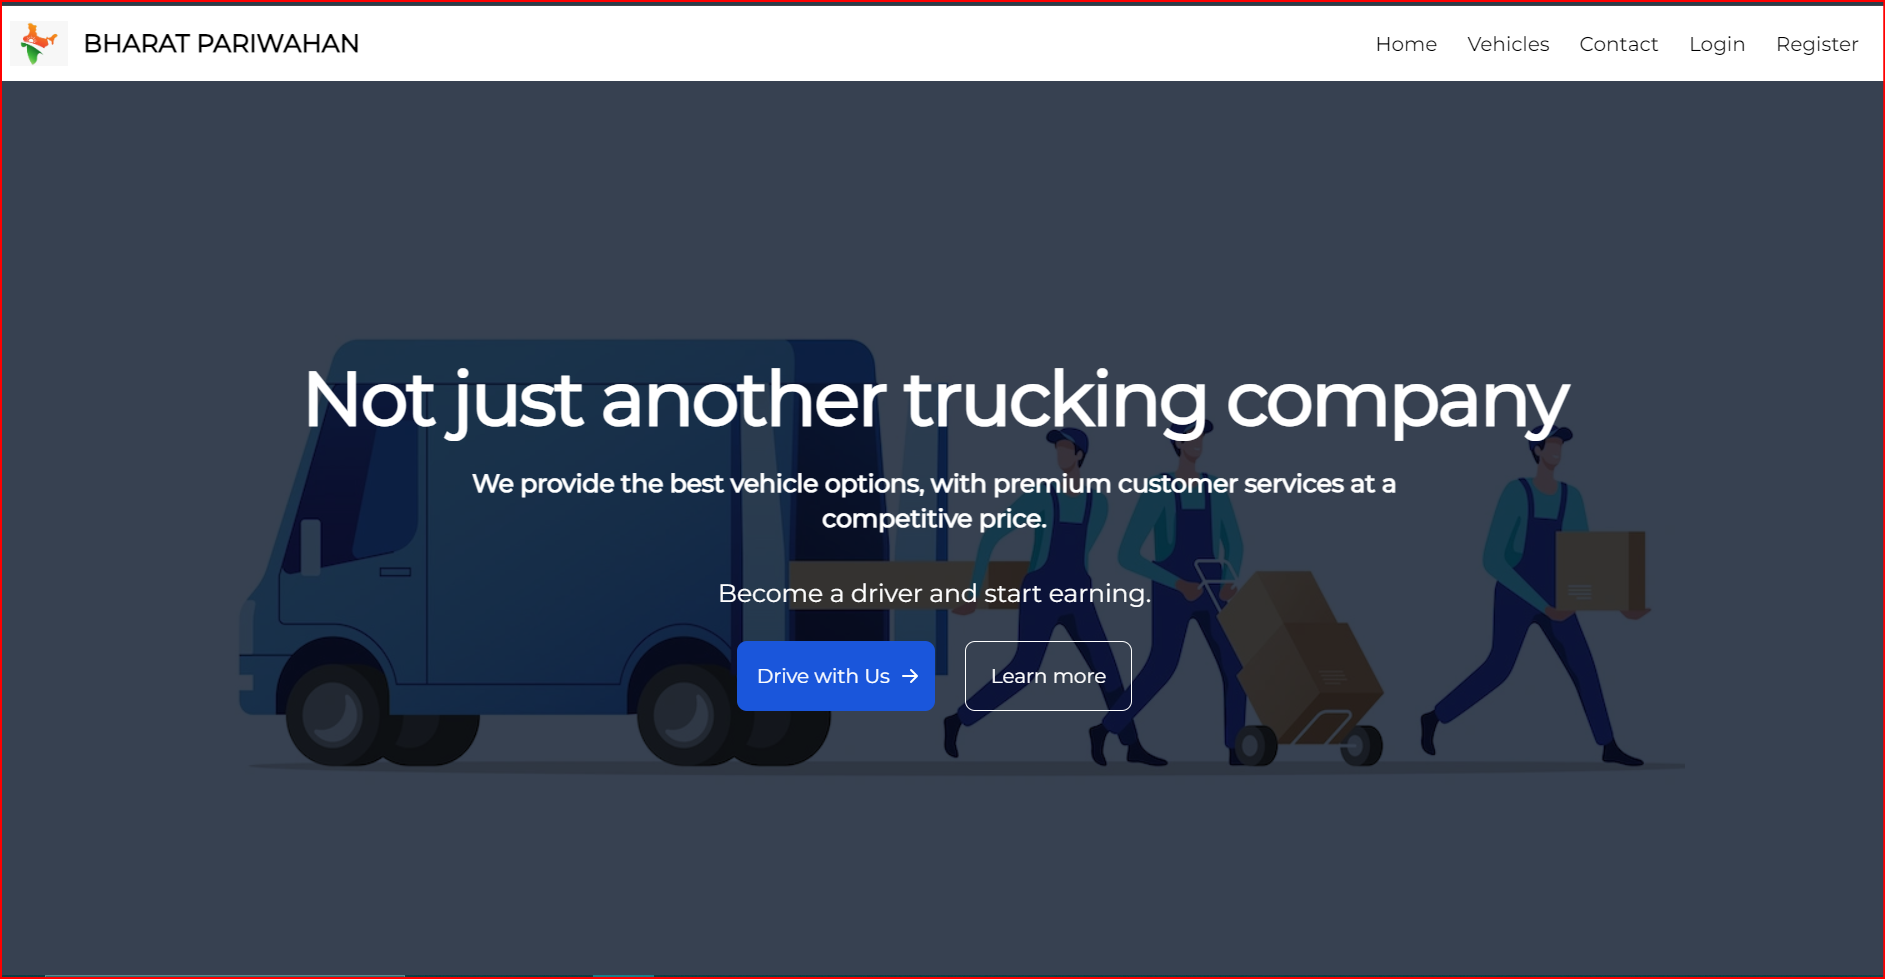 BHARAT PARIWAHAN
Home Vehicles Contact Login Register
Not just another trucking company
We provide the best vehicle options, with premium customer services at a
competitive price.
Become a driver and start earning.
Drive with Us →
Learn more